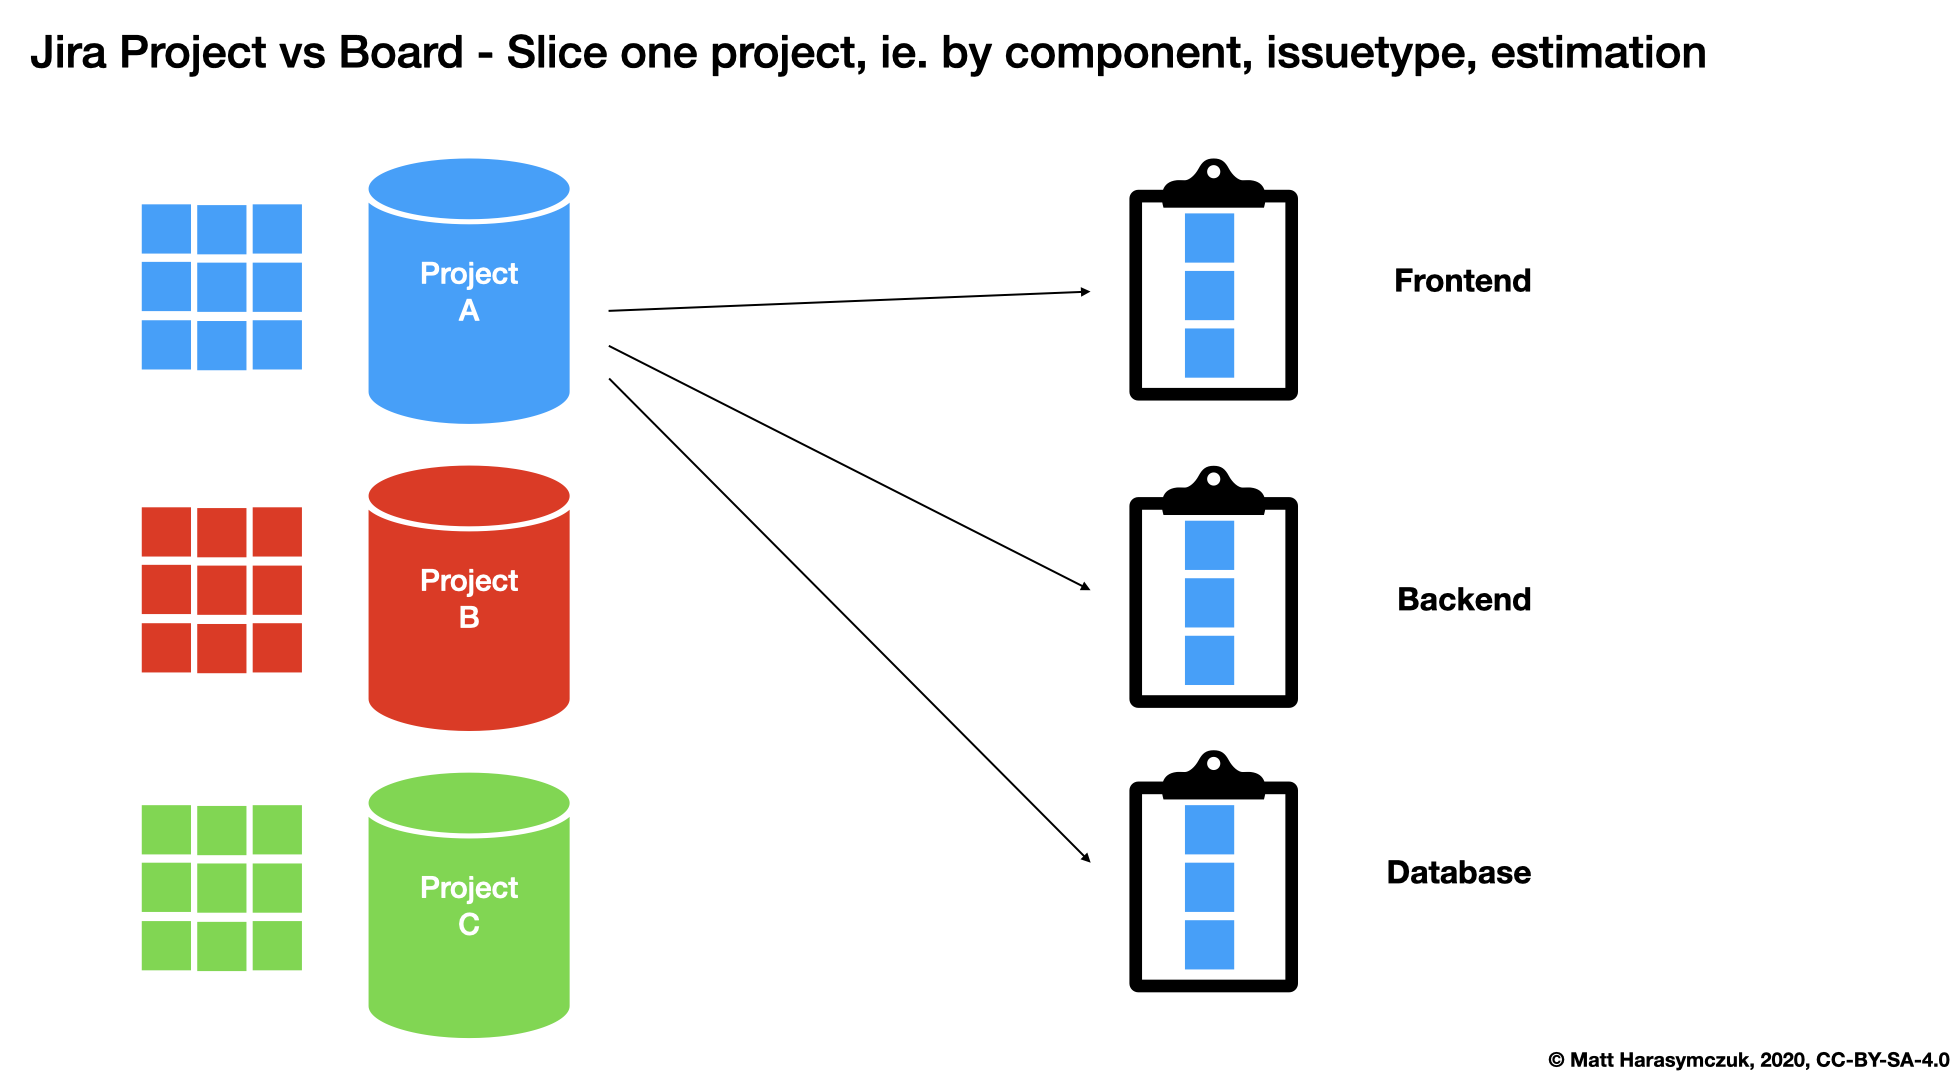 Jira Project vs Board - Slice one project, ie. by component, issuetype, estimation
Project
A
Frontend
Project
B
Backend
Project
C
Database
© Matt Harasymczuk, 2020, CC-BY-SA-4.0